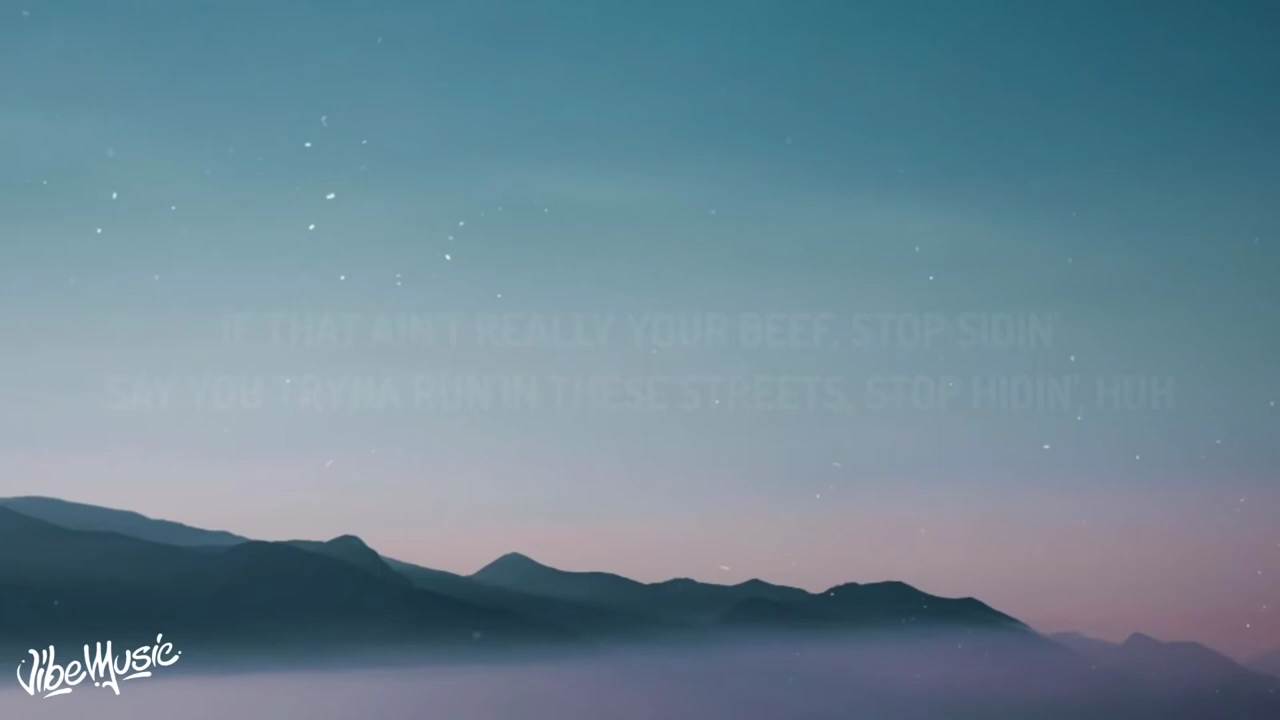 IF THAT AIN'T REALLY YOUR BEEF, STOP SIDIN'
SAY YOU TRYNA RUN IN THESE STREETS, STOP HIDIN', HUH
VibeMusic